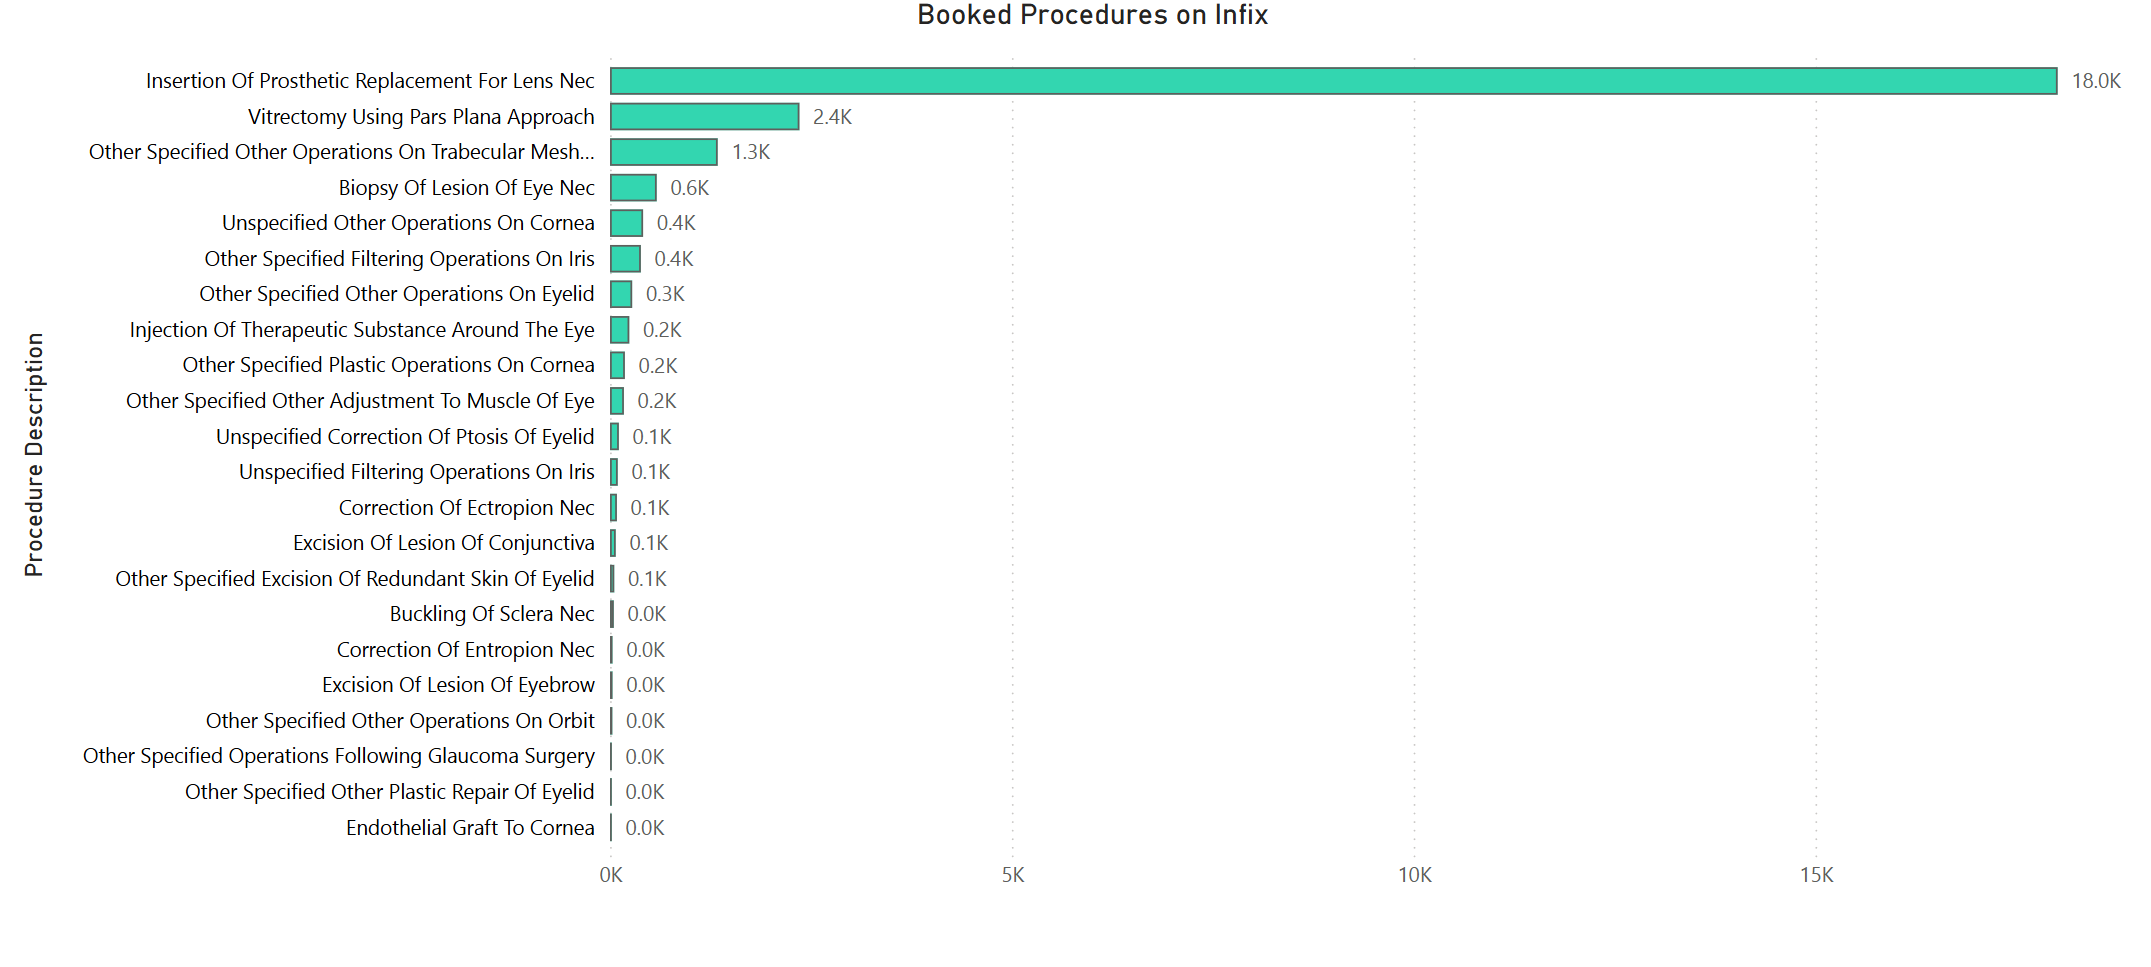 Booked Procedures on Infix
Procedure Description
Insertion Of Prosthetic Replacement For Lens Nec 18.0K
Vitrectomy Using Pars Plana Approach 2.4K
Other Specified Other Operations On Trabecular Mesh... 1.3K
Biopsy Of Lesion Of Eye Nec 0.6K
Unspecified Other Operations On Cornea 0.4K
Other Specified Filtering Operations On Iris 0.4K
Other Specified Other Operations On Eyelid 0.3K
Injection Of Therapeutic Substance Around The Eye 0.2K
Other Specified Plastic Operations On Cornea 0.2K
Other Specified Other Adjustment To Muscle Of Eye 0.2K
Unspecified Correction Of Ptosis Of Eyelid 0.1K
Unspecified Filtering Operations On Iris 0.1K
Correction Of Ectropion Nec 0.1K
Excision Of Lesion Of Conjunctiva 0.1K
Other Specified Excision Of Redundant Skin Of Eyelid 0.1K
Buckling Of Sclera Nec 0.0K
Correction Of Entropion Nec 0.0K
Excision Of Lesion Of Eyebrow 0.0K
Other Specified Other Operations On Orbit 0.0K
Other Specified Operations Following Glaucoma Surgery 0.0K
Other Specified Other Plastic Repair Of Eyelid 0.0K
Endothelial Graft To Cornea 0.0K
0K 5K 10K 15K